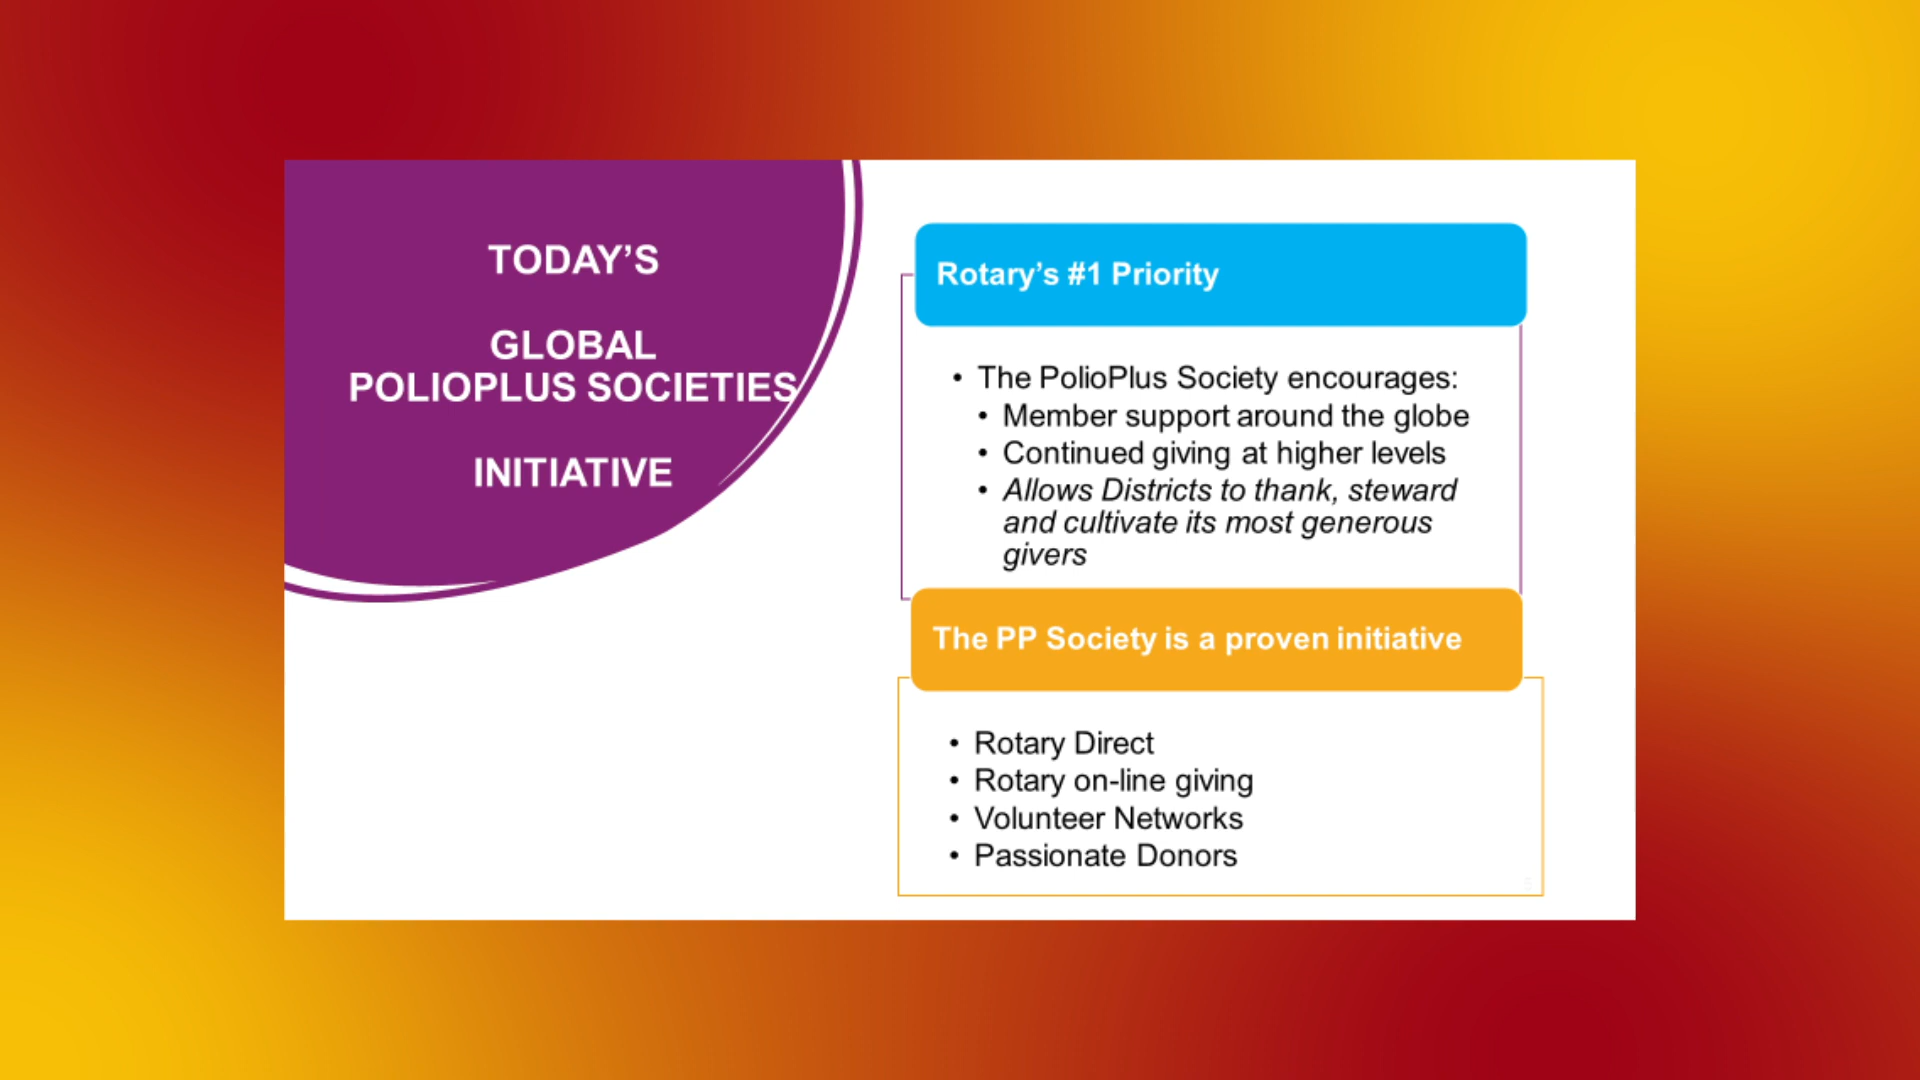 TODAY’S
GLOBAL
POLIOPLUS SOCIETIES
INITIATIVE
Rotary’s #1 Priority
• The PolioPlus Society encourages:
• Member support around the globe
• Continued giving at higher levels
• Allows Districts to thank, steward
and cultivate its most generous
givers
The PP Society is a proven initiative
• Rotary Direct
• Rotary on-line giving
• Volunteer Networks
• Passionate Donors